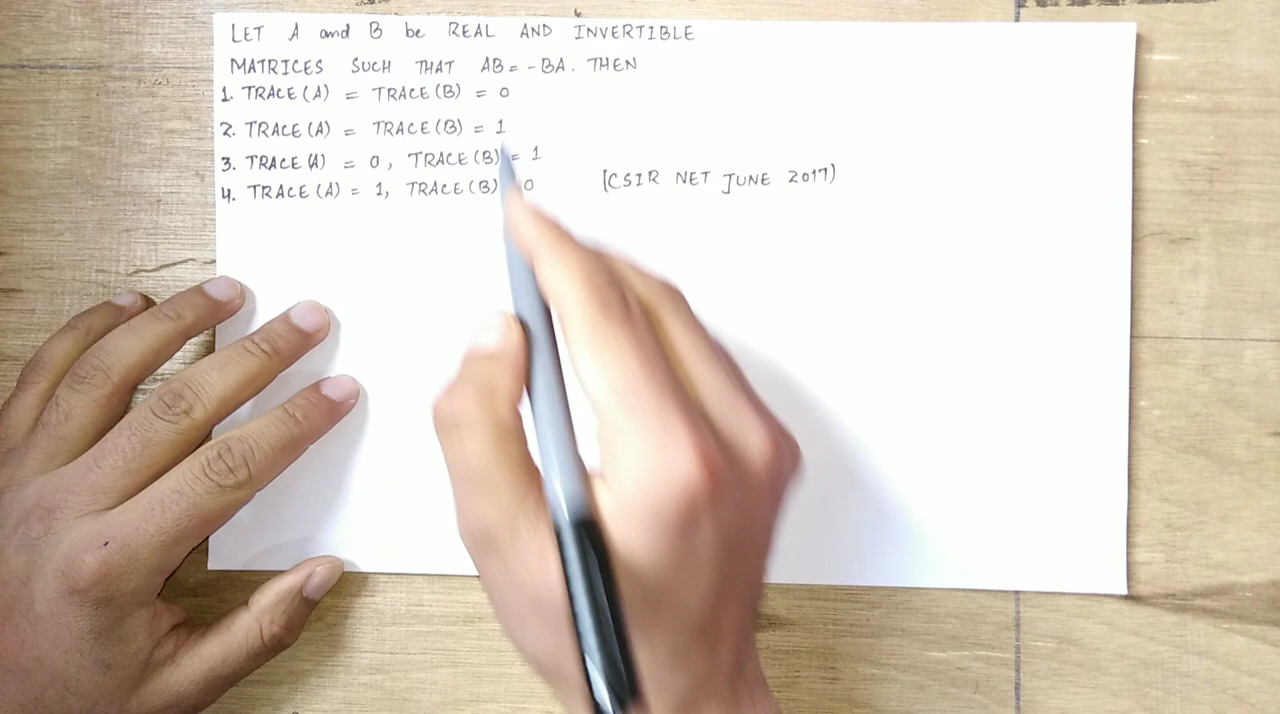 LET A and B be REAL AND INVERTIBLE
MATRICES SUCH THAT AB = -BA. THEN
1. TRACE(A) = TRACE(B) = 0
2. TRACE(A) = TRACE(B) = 1
3. TRACE(A) = 0, TRACE(B) = 1
4. TRACE(A) = 1, TRACE(B) 0 [CSIR NET JUNE 2017)